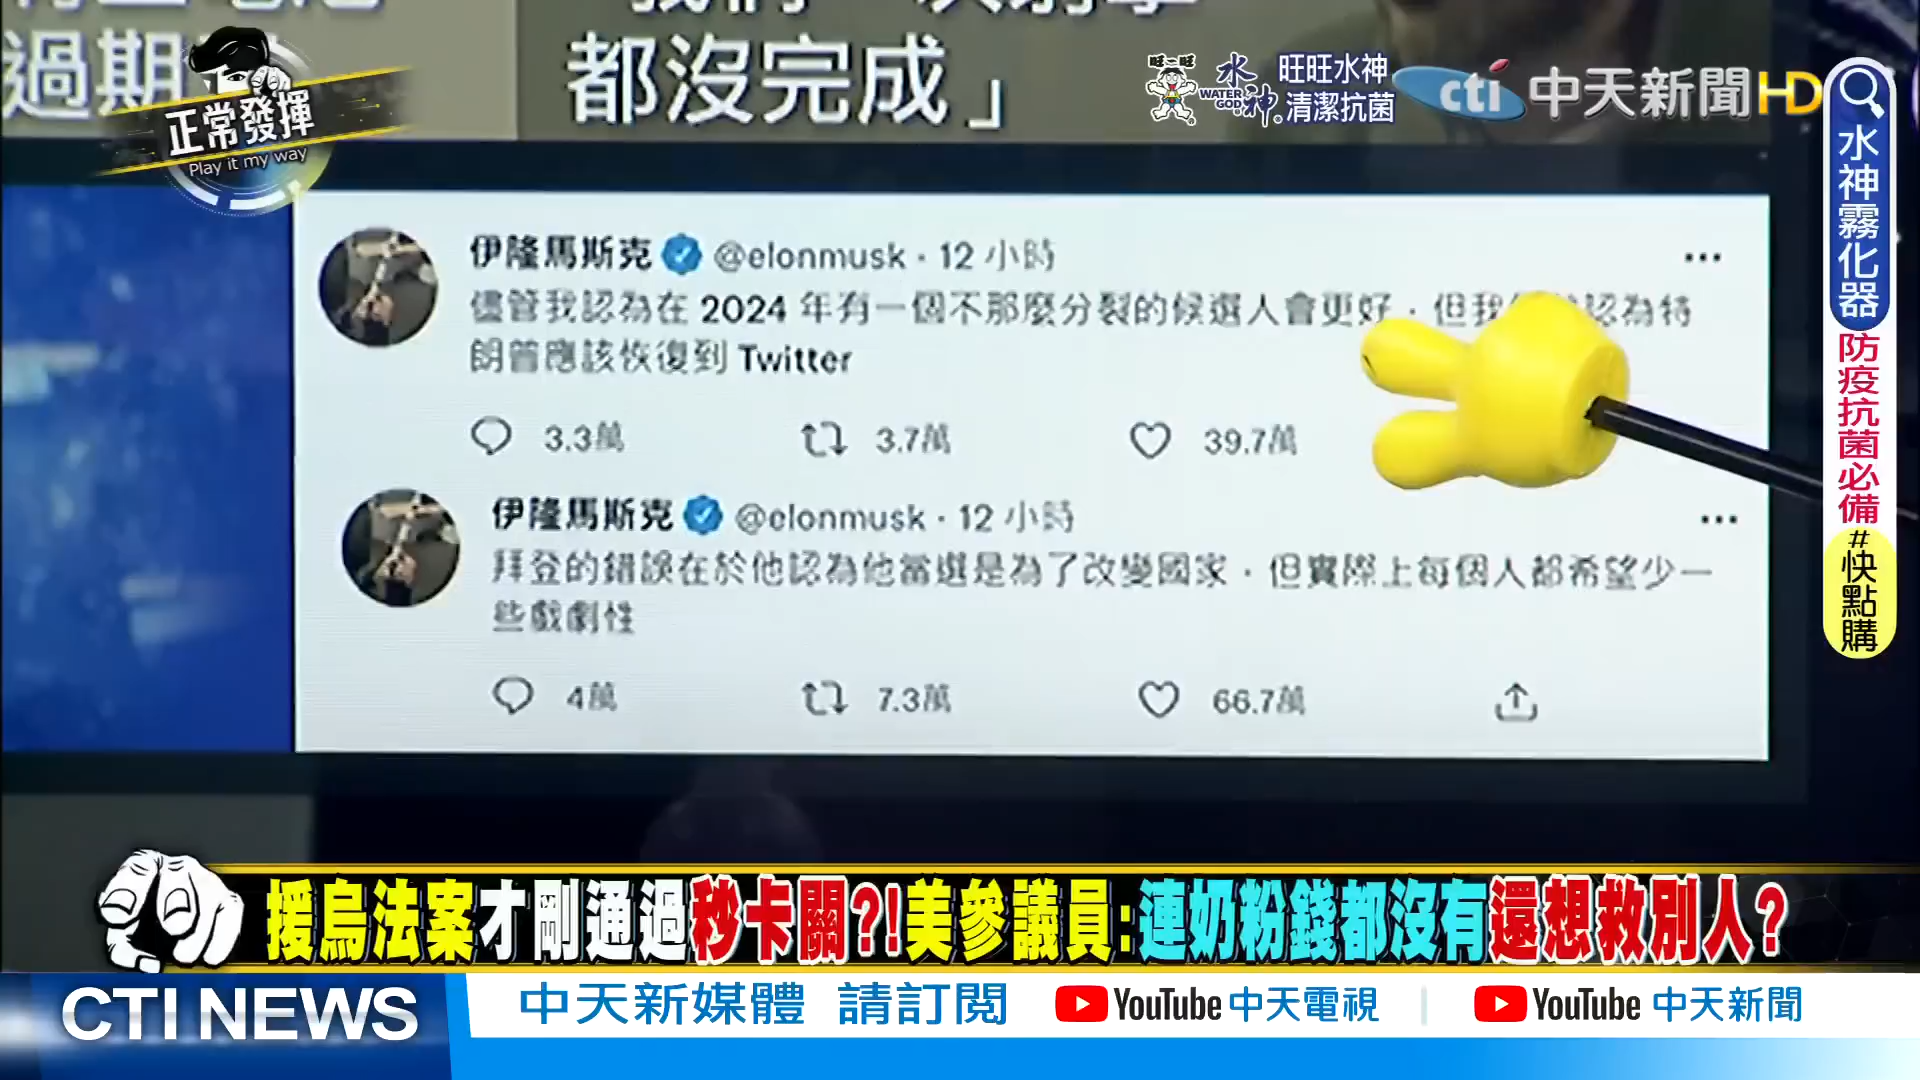 過期
都沒完成」
正常發揮
Play it my way
旺旺
水神
WATER GOD
旺旺水神
清潔抗菌
cti 中天新聞HD
水神霧化器
防疫抗菌必備
#快點購
伊隆馬斯克 @elonmusk · 12 小時
儘管我認為在 2024 年有一個不那麼分裂的候選人會更好，但我 認為特
朗普應該恢復到 Twitter
3.3萬 3.7萬 39.7萬
伊隆馬斯克 @elonmusk · 12 小時
拜登的錯誤在於他認為他當選是為了改變國家，但實際上每個人都希望少一
些戲劇性
4萬 7.3萬 66.7萬
援烏法案才剛通過秒卡關?!美參議員:連奶粉錢都沒有還想救別人?
CTI NEWS
中天新媒體 請訂閱 YouTube 中天電視 | YouTube 中天新聞